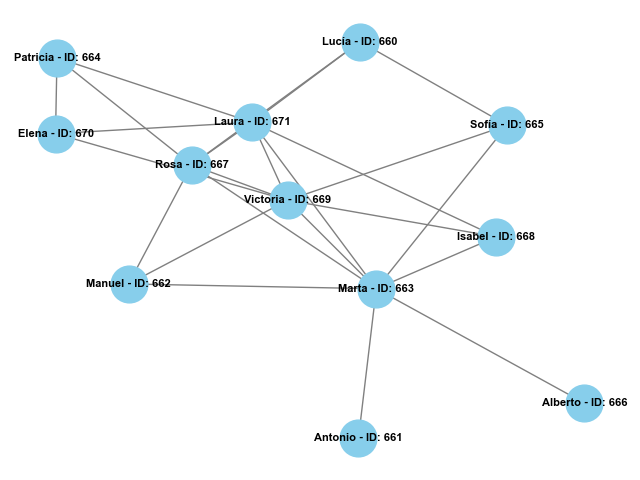 Lucía - ID: 660
Patricia - ID: 664
Laura - ID: 671
Sofía - ID: 665
Elena - ID: 670
Rosa - ID: 667
Victoria - ID: 669
Isabel - ID: 668
Manuel - ID: 662
Marta - ID: 663
Alberto - ID: 666
Antonio - ID: 661